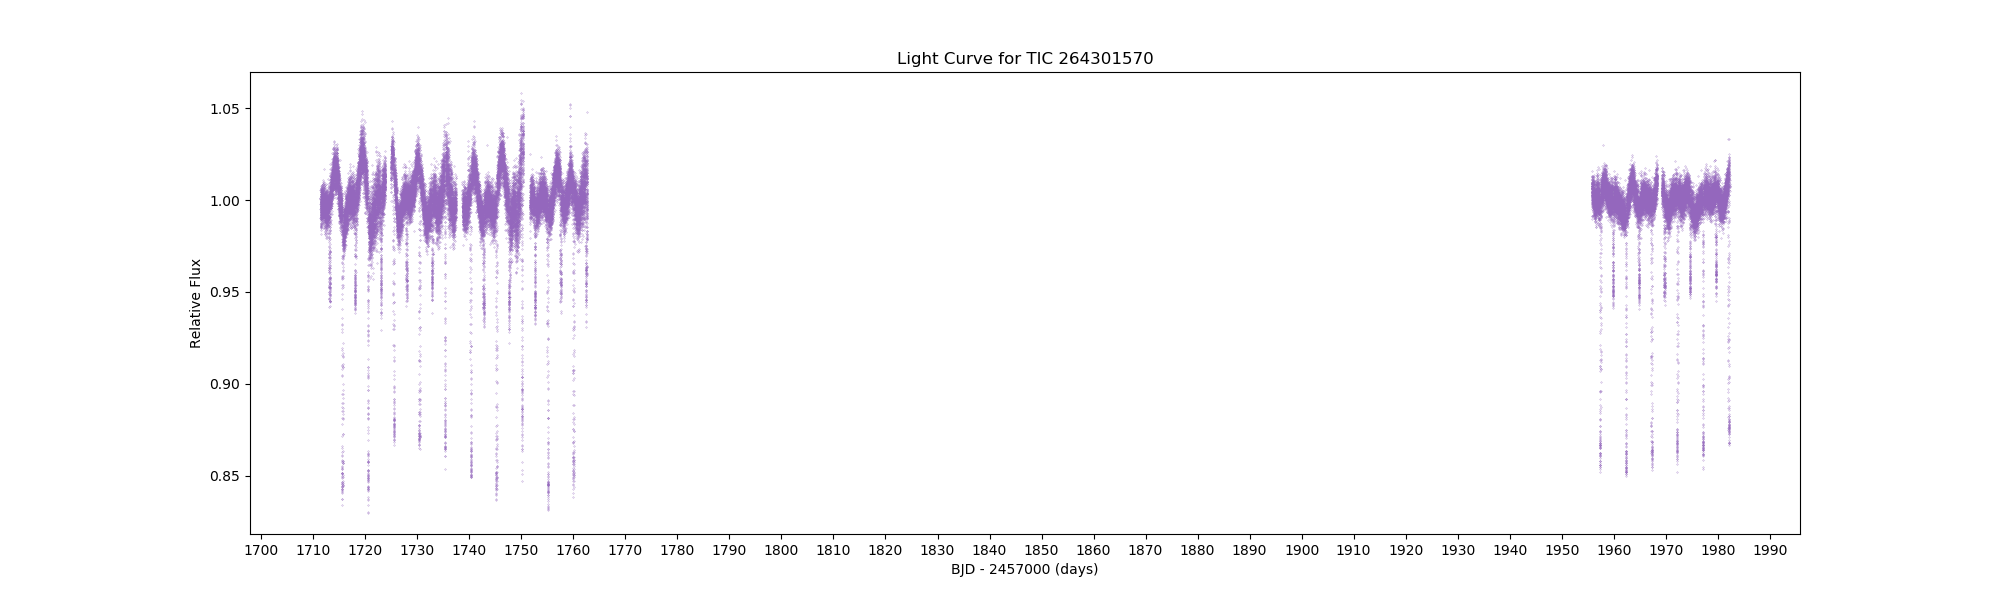 Light Curve for TIC 264301570
Relative Flux
1.05
1.00
0.95
0.90
0.85
1700 1710 1720 1730 1740 1750 1760 1770 1780 1790 1800 1810 1820 1830 1840 1850 1860 1870 1880 1890 1900 1910 1920 1930 1940 1950 1960 1970 1980 1990
BJD - 2457000 (days)